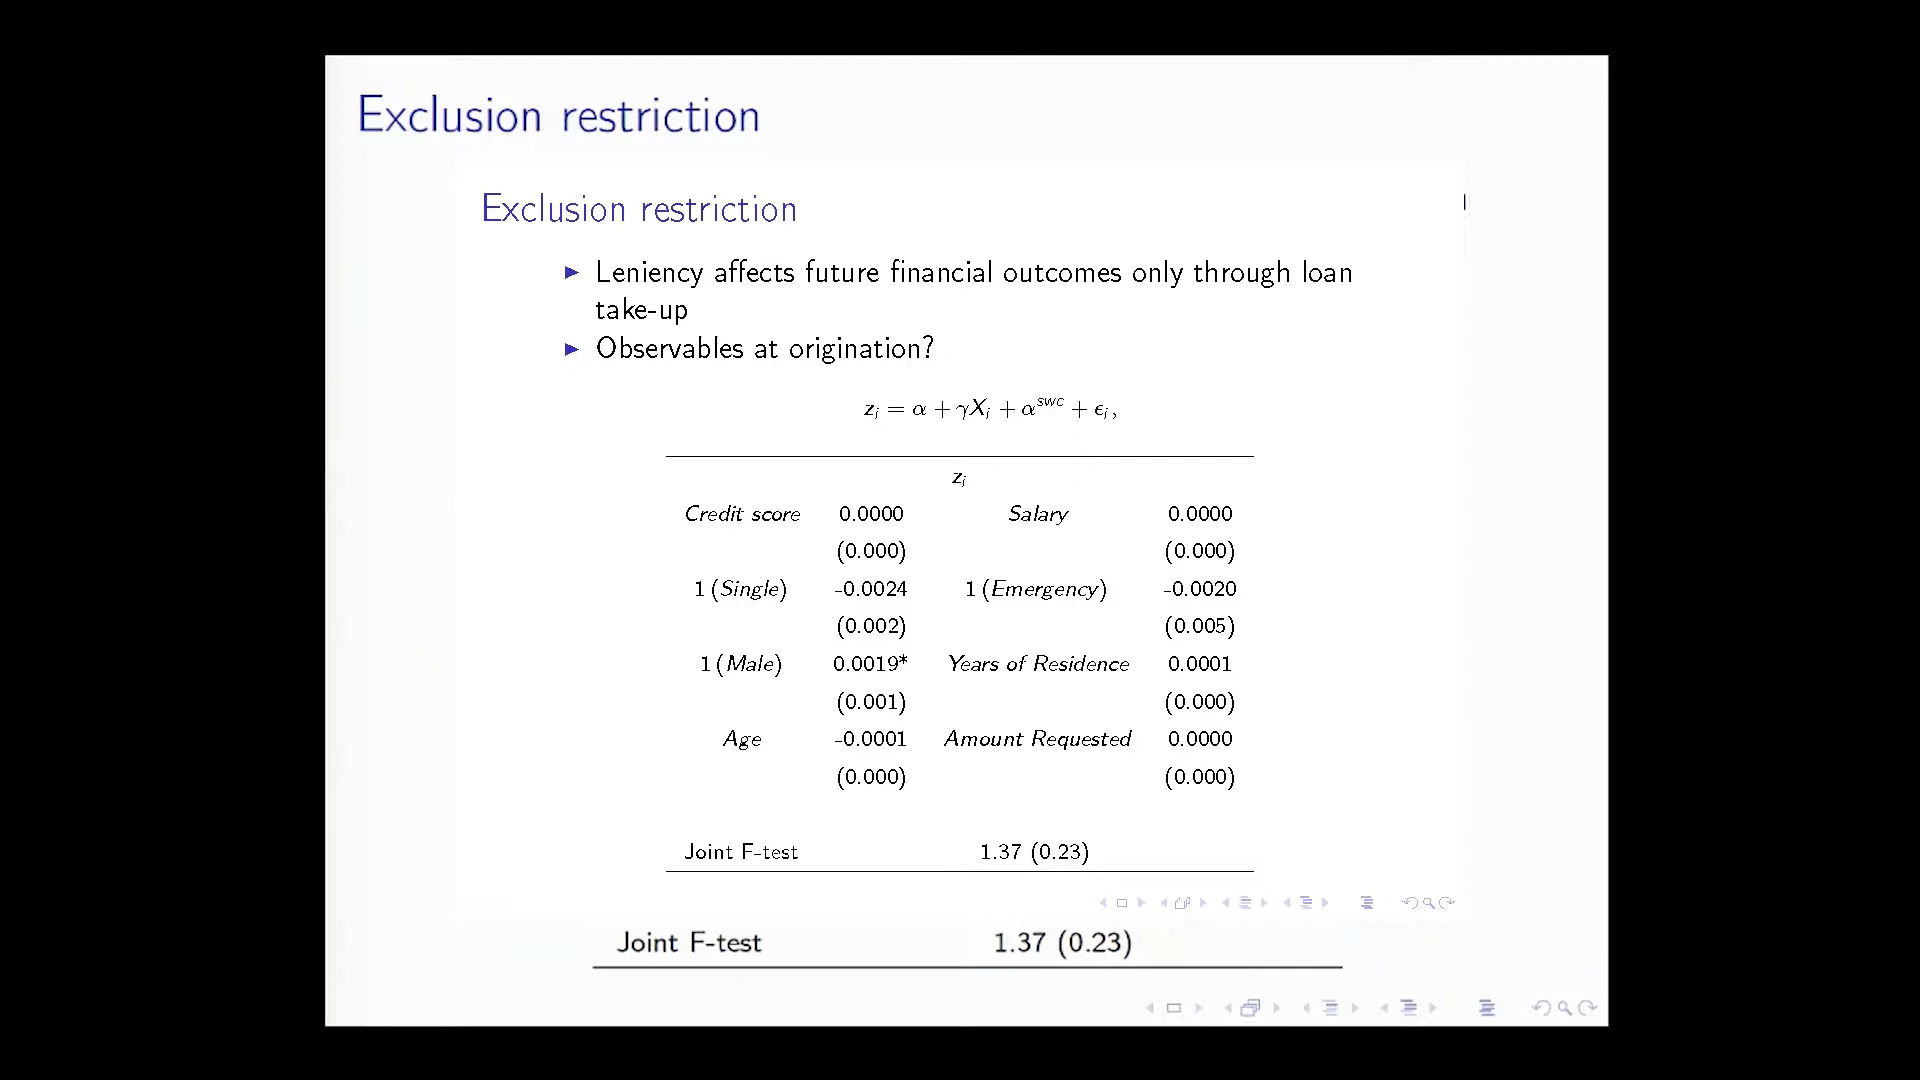 Exclusion restriction
Exclusion restriction
▶ Leniency affects future financial outcomes only through loan
take-up
▶ Observables at origination?
z_i = α + γX_i + α^{swc} + ϵ_i,
z_i
Credit score 0.0000 Salary 0.0000
(0.000) (0.000)
1 (Single) -0.0024 1 (Emergency) -0.0020
(0.002) (0.005)
1 (Male) 0.0019* Years of Residence 0.0001
(0.001) (0.000)
Age -0.0001 Amount Requested 0.0000
(0.000) (0.000)
Joint F-test 1.37 (0.23)
Joint F-test 1.37 (0.23)